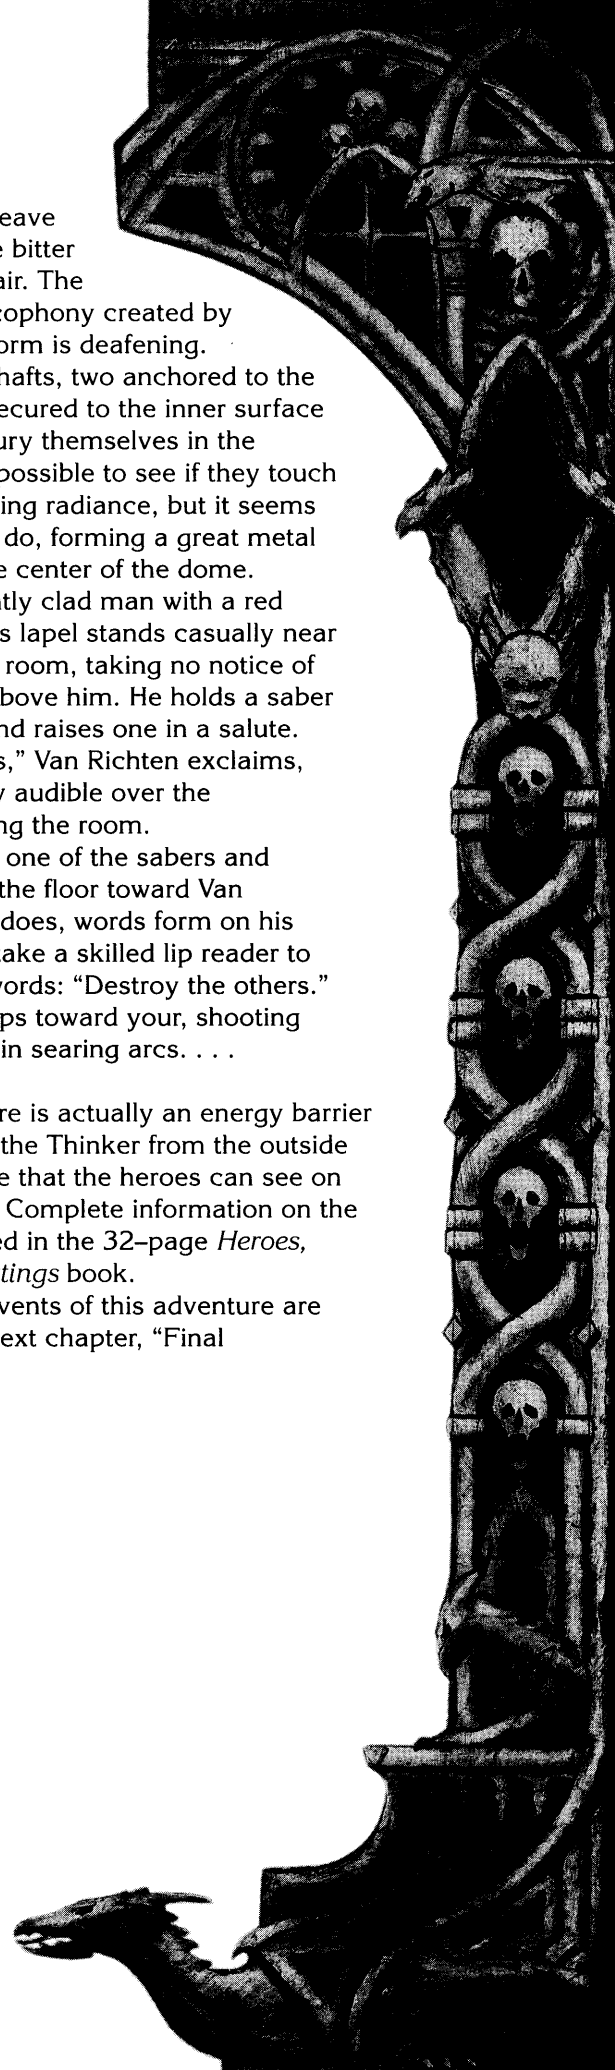 eave
e bitter
air. The
cophony created by
orm is deafening.
hafts, two anchored to the
ecured to the inner surface
ury themselves in the
possible to see if they touch
ing radiance, but it seems
do, forming a great metal
e center of the dome.
tly clad man with a red
s lapel stands casually near
room, taking no notice of
bove him. He holds a saber
nd raises one in a salute.
s,” Van Richten exclaims,
y audible over the
ng the room.
one of the sabers and
the floor toward Van
does, words form on his
take a skilled lip reader to
words: “Destroy the others.”
ps toward your, shooting
in searing arcs. . . .
re is actually an energy barrier
the Thinker from the outside
e that the heroes can see on
Complete information on the
ed in the 32–page Heroes,
tings book.
vents of this adventure are
ext chapter, “Final